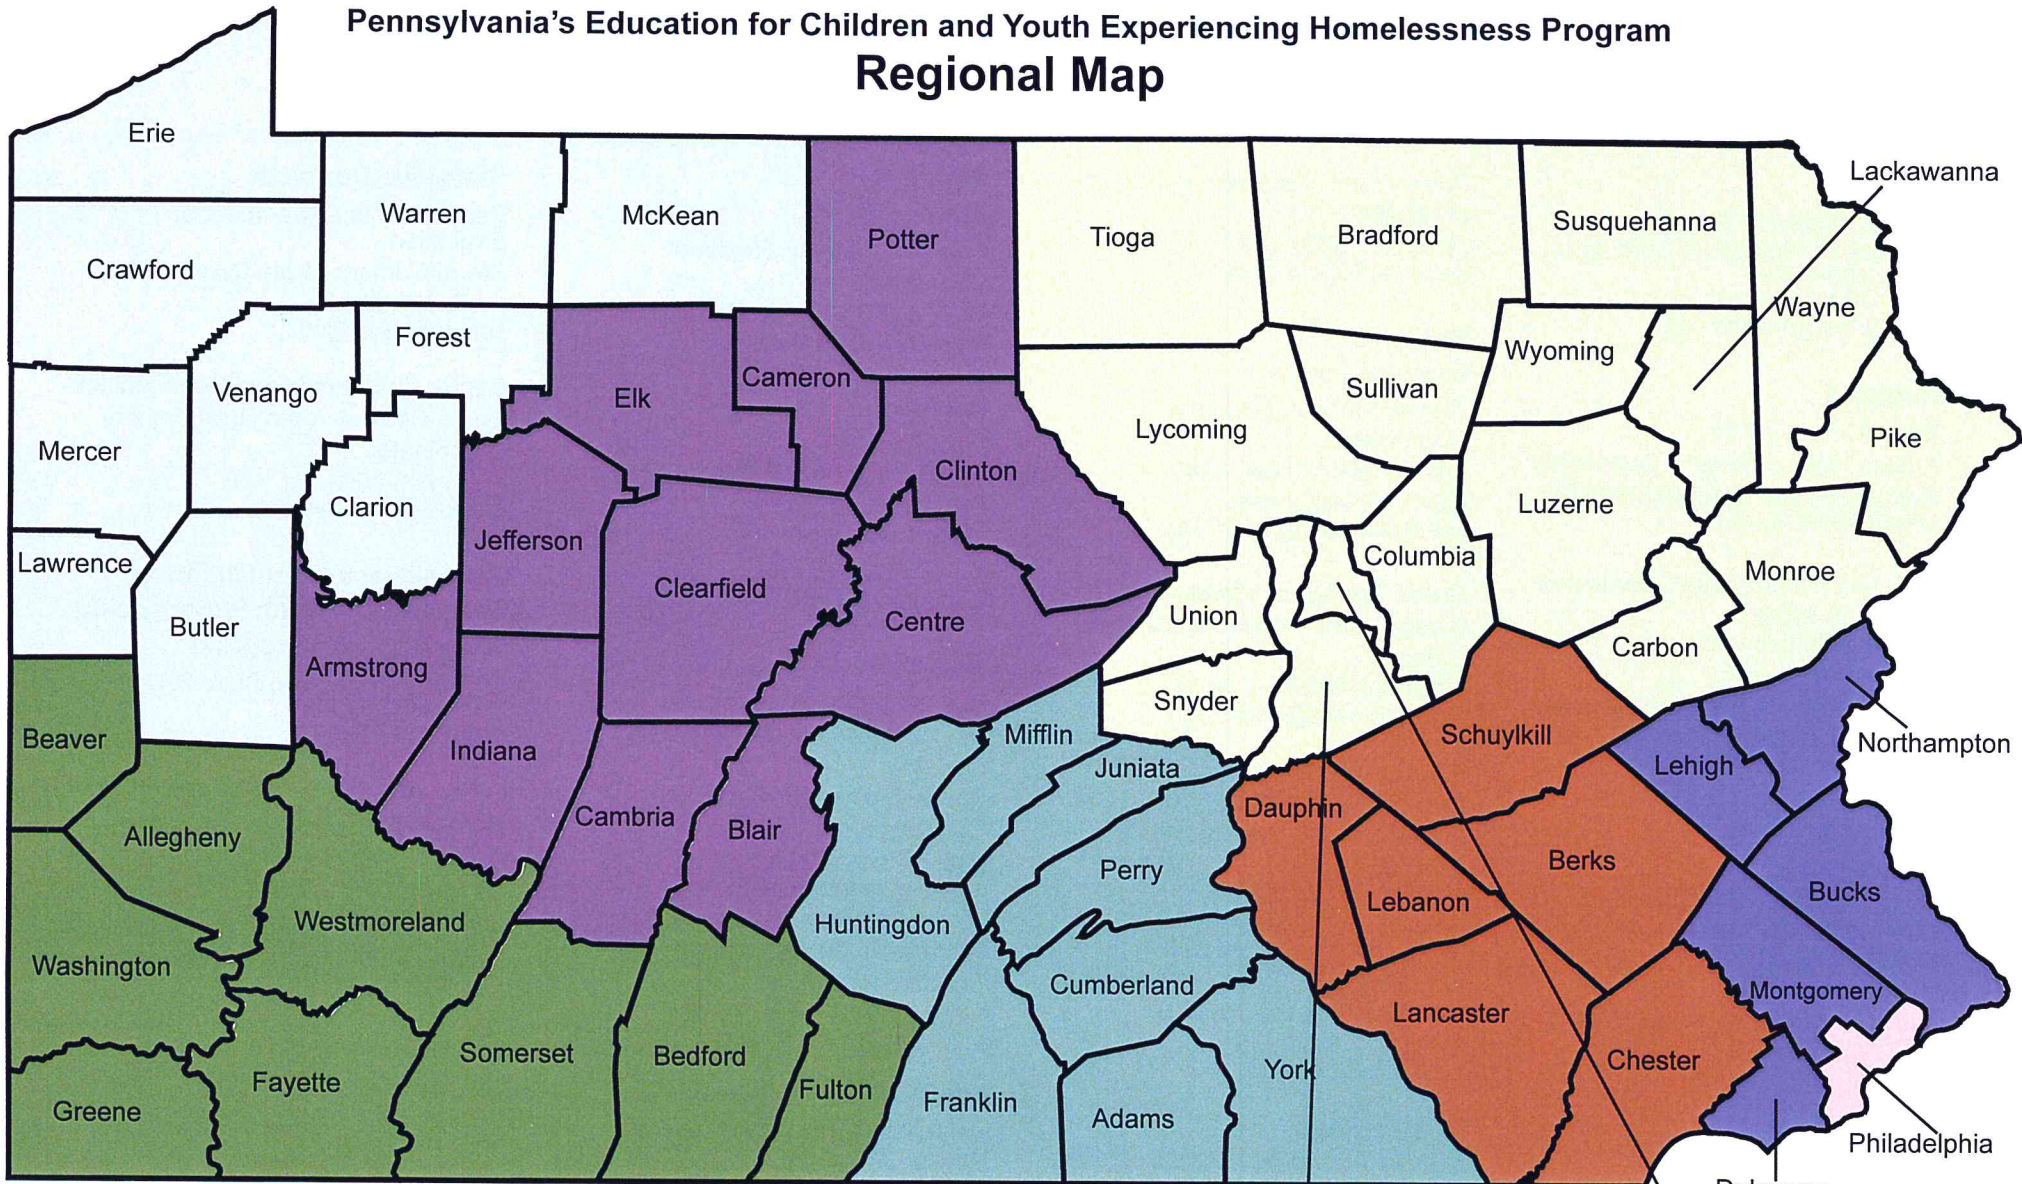 Pennsylvania's Education for Children and Youth Experiencing Homelessness Program
Regional Map
Erie
Lackawanna
Warren
McKean
Potter
Tioga
Bradford
Susquehanna
Crawford
Wayne
Forest
Wyoming
Venango
Elk
Cameron
Sullivan
Mercer
Lycoming
Pike
Clinton
Clarion
Luzerne
Jefferson
Lawrence
Columbia
Monroe
Clearfield
Butler
Centre
Union
Carbon
Armstrong
Snyder
Beaver
Indiana
Mifflin
Schuylkill
Northampton
Juniata
Lehigh
Allegheny
Cambria
Blair
Dauphin
Perry
Berks
Bucks
Westmoreland
Huntingdon
Lebanon
Washington
Cumberland
Montgomery
Lancaster
Somerset
Bedford
York
Chester
Fayette
Fulton
Greene
Franklin
Adams
Philadelphia